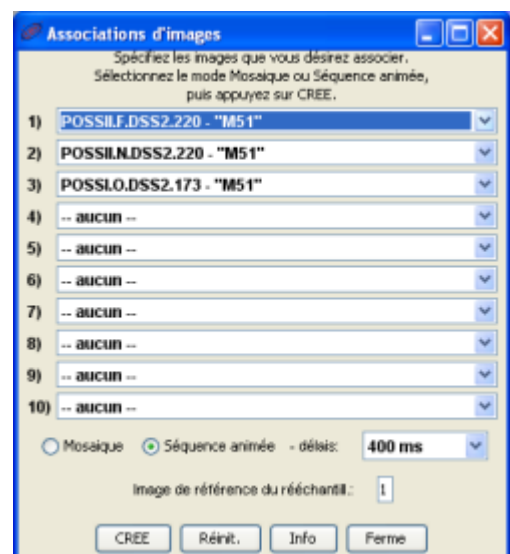 Associations d'images
Spécifiez les images que vous désirez associer.
Sélectionnez le mode Mosaique ou Séquence animée,
puis appuyez sur CREE.
1) POSSII.F.DSS2.220 - "M51"
2) POSSII.N.DSS2.220 - "M51"
3) POSSI.O.DSS2.173 - "M51"
4) -- aucun --
5) -- aucun --
6) -- aucun --
7) -- aucun --
8) -- aucun --
9) -- aucun --
10) -- aucun --
Mosaique Séquence animée - délais: 400 ms
Image de référence du rééchantill.: 1
CREE Réinit. Info Ferme